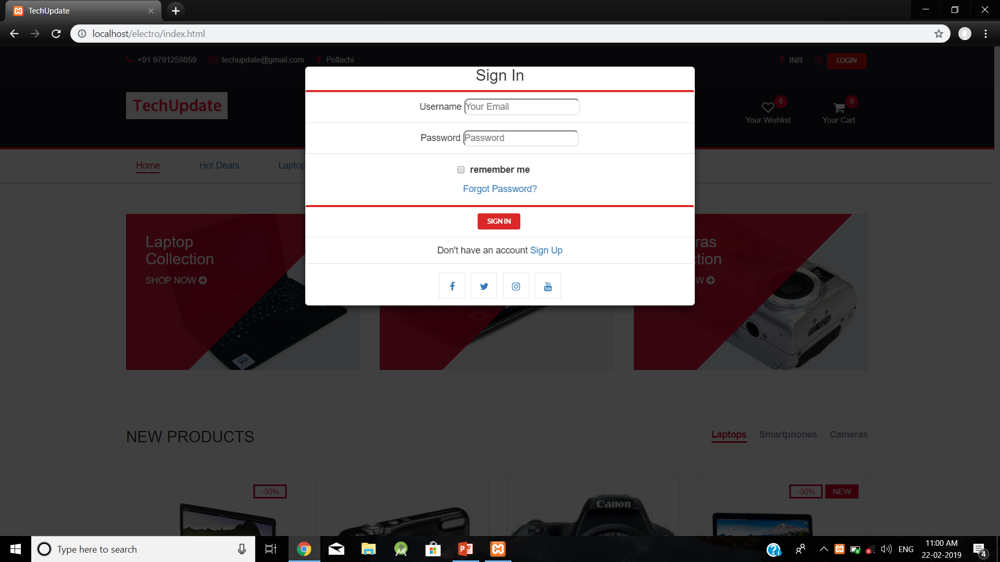 TechUpdate
localhost/electro/index.html
+91 9791259859 techupdate@gmail.com Pollachi INR LOGIN
Sign In
TechUpdate
Username Your Email
0 0
Your Wishlist Your Cart
Password Password
Home Hot Deals Laptop
remember me
Forgot Password?
SIGN IN
Laptop
Collection
SHOP NOW
ras
ction
W
Don't have an account Sign Up
You
Tube
NEW PRODUCTS Laptops Smartphones Cameras
-30% -30% NEW
Canon
Type here to search
ENG
11:00 AM
22-02-2019
4